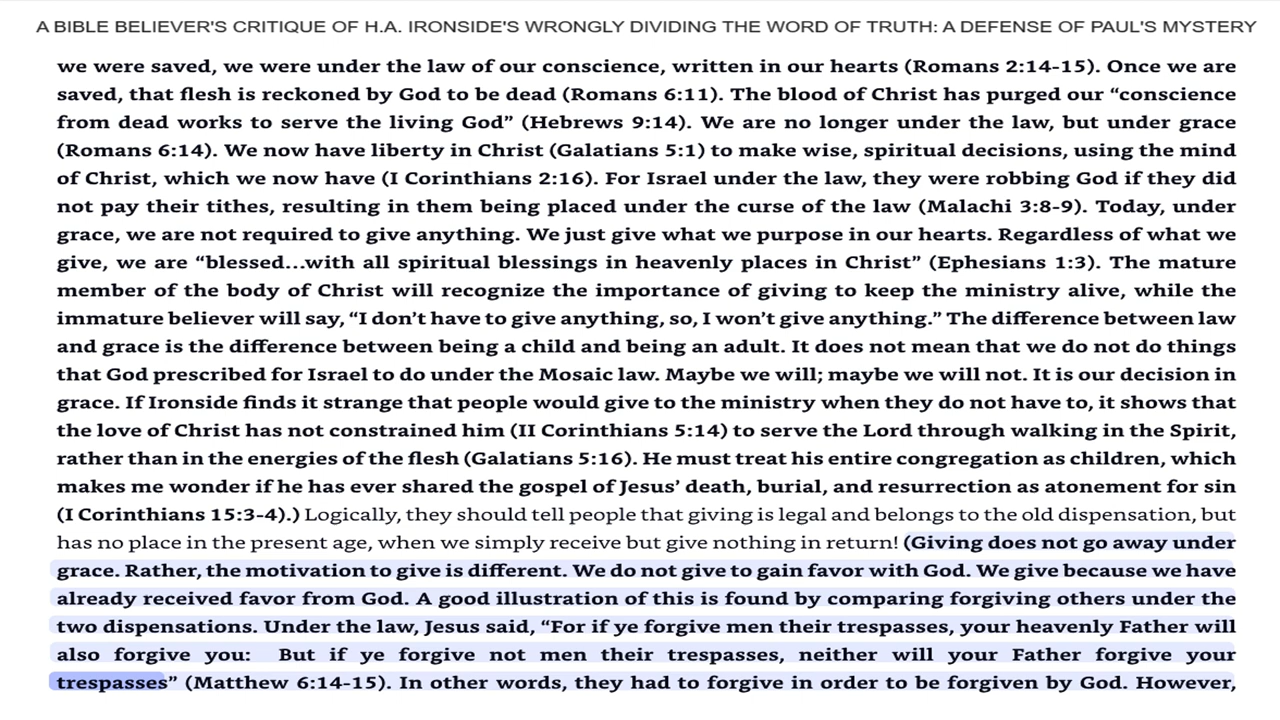 A BIBLE BELIEVER'S CRITIQUE OF H.A. IRONSIDE'S WRONGLY DIVIDING THE WORD OF TRUTH: A DEFENSE OF PAUL'S MYSTERY
we were saved, we were under the law of our conscience, written in our hearts (Romans 2:14-15). Once we are
saved, that flesh is reckoned by God to be dead (Romans 6:11). The blood of Christ has purged our “conscience
from dead works to serve the living God” (Hebrews 9:14). We are no longer under the law, but under grace
(Romans 6:14). We now have liberty in Christ (Galatians 5:1) to make wise, spiritual decisions, using the mind
of Christ, which we now have (I Corinthians 2:16). For Israel under the law, they were robbing God if they did
not pay their tithes, resulting in them being placed under the curse of the law (Malachi 3:8-9). Today, under
grace, we are not required to give anything. We just give what we purpose in our hearts. Regardless of what we
give, we are “blessed…with all spiritual blessings in heavenly places in Christ” (Ephesians 1:3). The mature
member of the body of Christ will recognize the importance of giving to keep the ministry alive, while the
immature believer will say, “I don’t have to give anything, so, I won’t give anything.” The difference between law
and grace is the difference between being a child and being an adult. It does not mean that we do not do things
that God prescribed for Israel to do under the Mosaic law. Maybe we will; maybe we will not. It is our decision in
grace. If Ironside finds it strange that people would give to the ministry when they do not have to, it shows that
the love of Christ has not constrained him (II Corinthians 5:14) to serve the Lord through walking in the Spirit,
rather than in the energies of the flesh (Galatians 5:16). He must treat his entire congregation as children, which
makes me wonder if he has ever shared the gospel of Jesus’ death, burial, and resurrection as atonement for sin
(I Corinthians 15:3-4).) Logically, they should tell people that giving is legal and belongs to the old dispensation, but
has no place in the present age, when we simply receive but give nothing in return! (Giving does not go away under
grace. Rather, the motivation to give is different. We do not give to gain favor with God. We give because we have
already received favor from God. A good illustration of this is found by comparing forgiving others under the
two dispensations. Under the law, Jesus said, “For if ye forgive men their trespasses, your heavenly Father will
also forgive you: But if ye forgive not men their trespasses, neither will your Father forgive your
trespasses” (Matthew 6:14-15). In other words, they had to forgive in order to be forgiven by God. However,